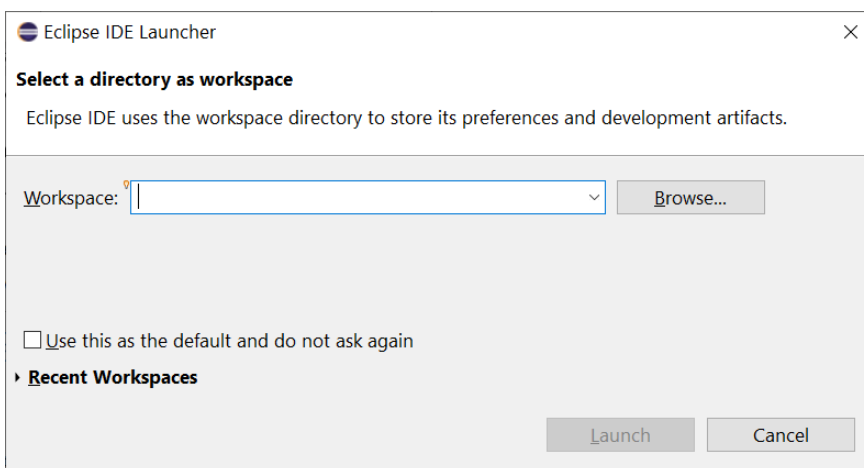 Eclipse IDE Launcher
Select a directory as workspace
Eclipse IDE uses the workspace directory to store its preferences and development artifacts.
Workspace: Browse...
Use this as the default and do not ask again
Recent Workspaces
Launch Cancel